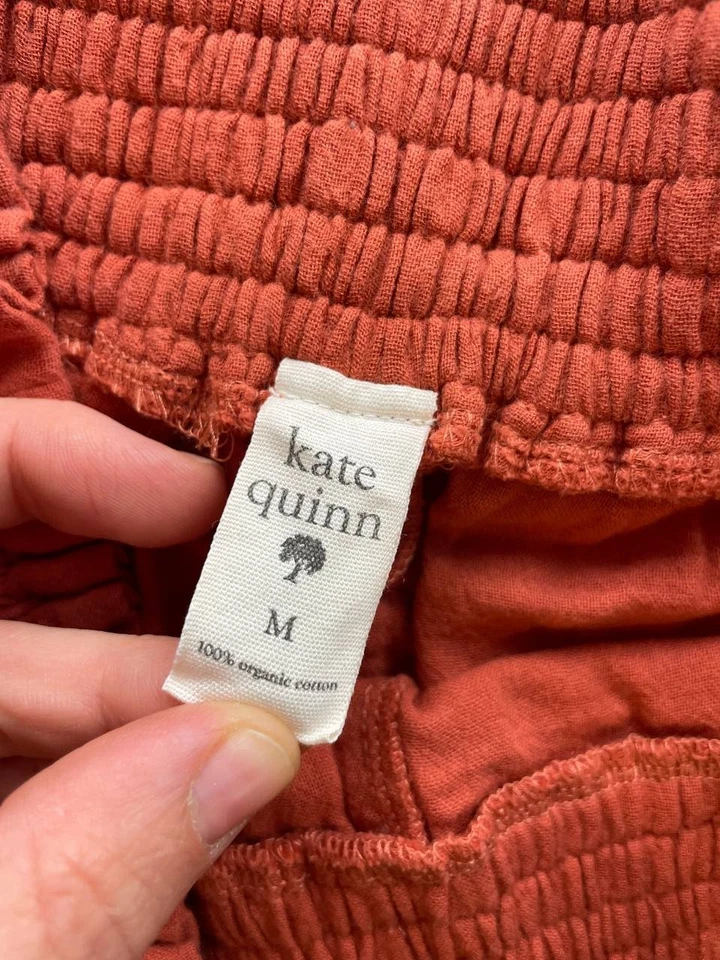 kate
quinn
M
100% organic cotton